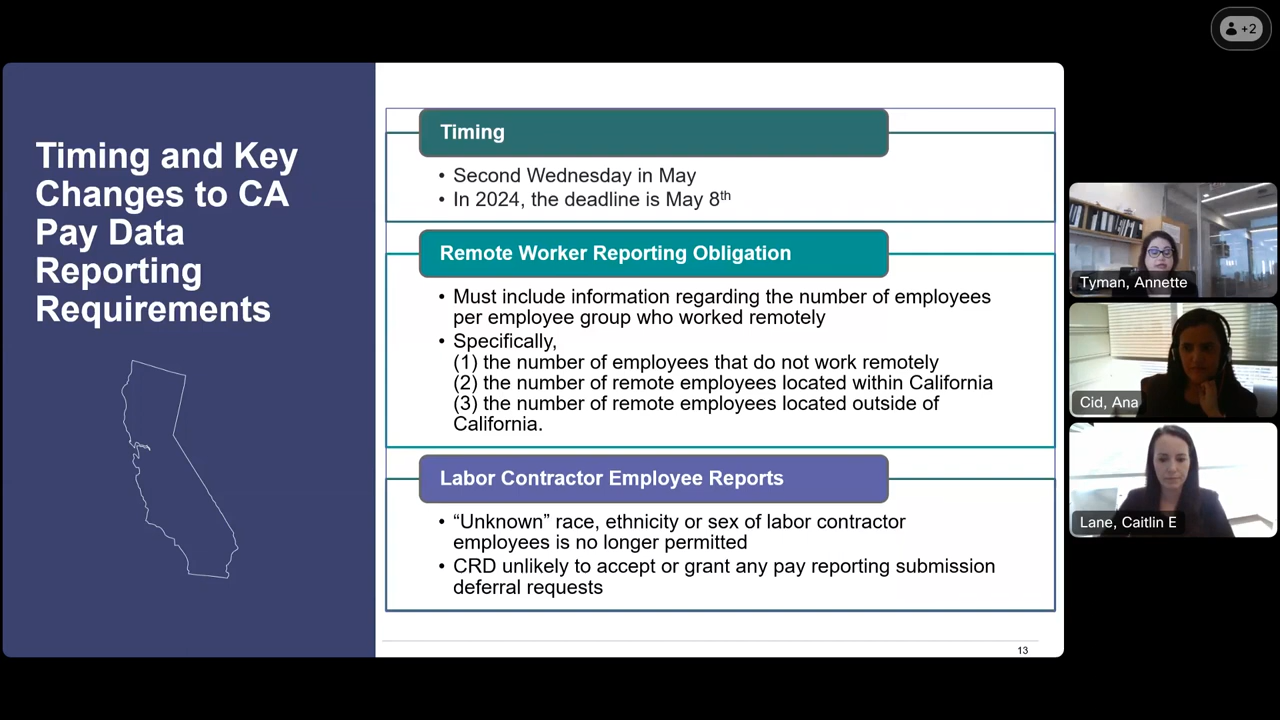 +2
Timing and Key
Changes to CA
Pay Data
Reporting
Requirements
Timing
• Second Wednesday in May
• In 2024, the deadline is May 8th
Remote Worker Reporting Obligation
• Must include information regarding the number of employees
per employee group who worked remotely
• Specifically,
(1) the number of employees that do not work remotely
(2) the number of remote employees located within California
(3) the number of remote employees located outside of
California.
Labor Contractor Employee Reports
• “Unknown” race, ethnicity or sex of labor contractor
employees is no longer permitted
• CRD unlikely to accept or grant any pay reporting submission
deferral requests
13
Tyman, Annette
Cid, Ana
Lane, Caitlin E